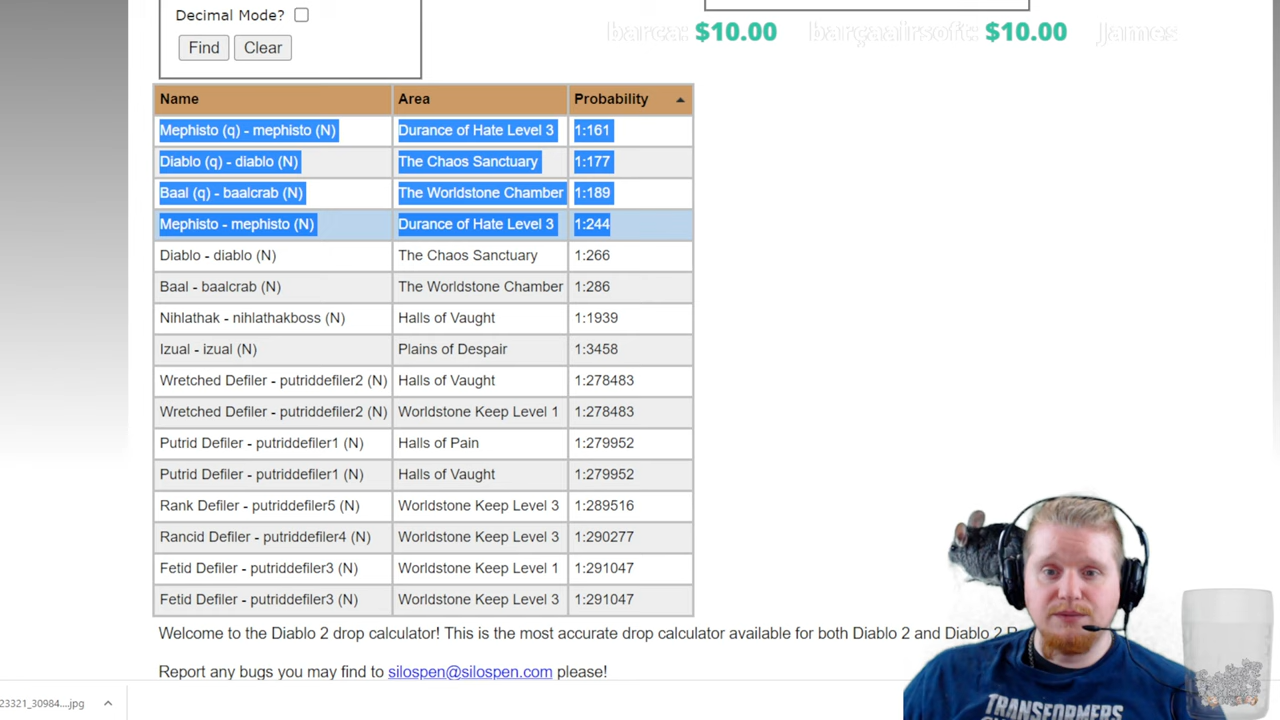 Decimal Mode?
Find Clear
barca: $10.00 barçaairsoft: $10.00 James
Name Area Probability
Mephisto (q) - mephisto (N) Durance of Hate Level 3 1:161
Diablo (q) - diablo (N) The Chaos Sanctuary 1:177
Baal (q) - baalcrab (N) The Worldstone Chamber 1:189
Mephisto - mephisto (N) Durance of Hate Level 3 1:244
Diablo - diablo (N) The Chaos Sanctuary 1:266
Baal - baalcrab (N) The Worldstone Chamber 1:286
Nihlathak - nihlathakboss (N) Halls of Vaught 1:1939
Izual - izual (N) Plains of Despair 1:3458
Wretched Defiler - putriddefiler2 (N) Halls of Vaught 1:278483
Wretched Defiler - putriddefiler2 (N) Worldstone Keep Level 1 1:278483
Putrid Defiler - putriddefiler1 (N) Halls of Pain 1:279952
Putrid Defiler - putriddefiler1 (N) Halls of Vaught 1:279952
Rank Defiler - putriddefiler5 (N) Worldstone Keep Level 3 1:289516
Rancid Defiler - putriddefiler4 (N) Worldstone Keep Level 3 1:290277
Fetid Defiler - putriddefiler3 (N) Worldstone Keep Level 1 1:291047
Fetid Defiler - putriddefiler3 (N) Worldstone Keep Level 3 1:291047
Welcome to the Diablo 2 drop calculator! This is the most accurate drop calculator available for both Diablo 2 and Diablo 2
Report any bugs you may find to silospen@silospen.com please!
23321_30984....jpg
TRANSFORMERS